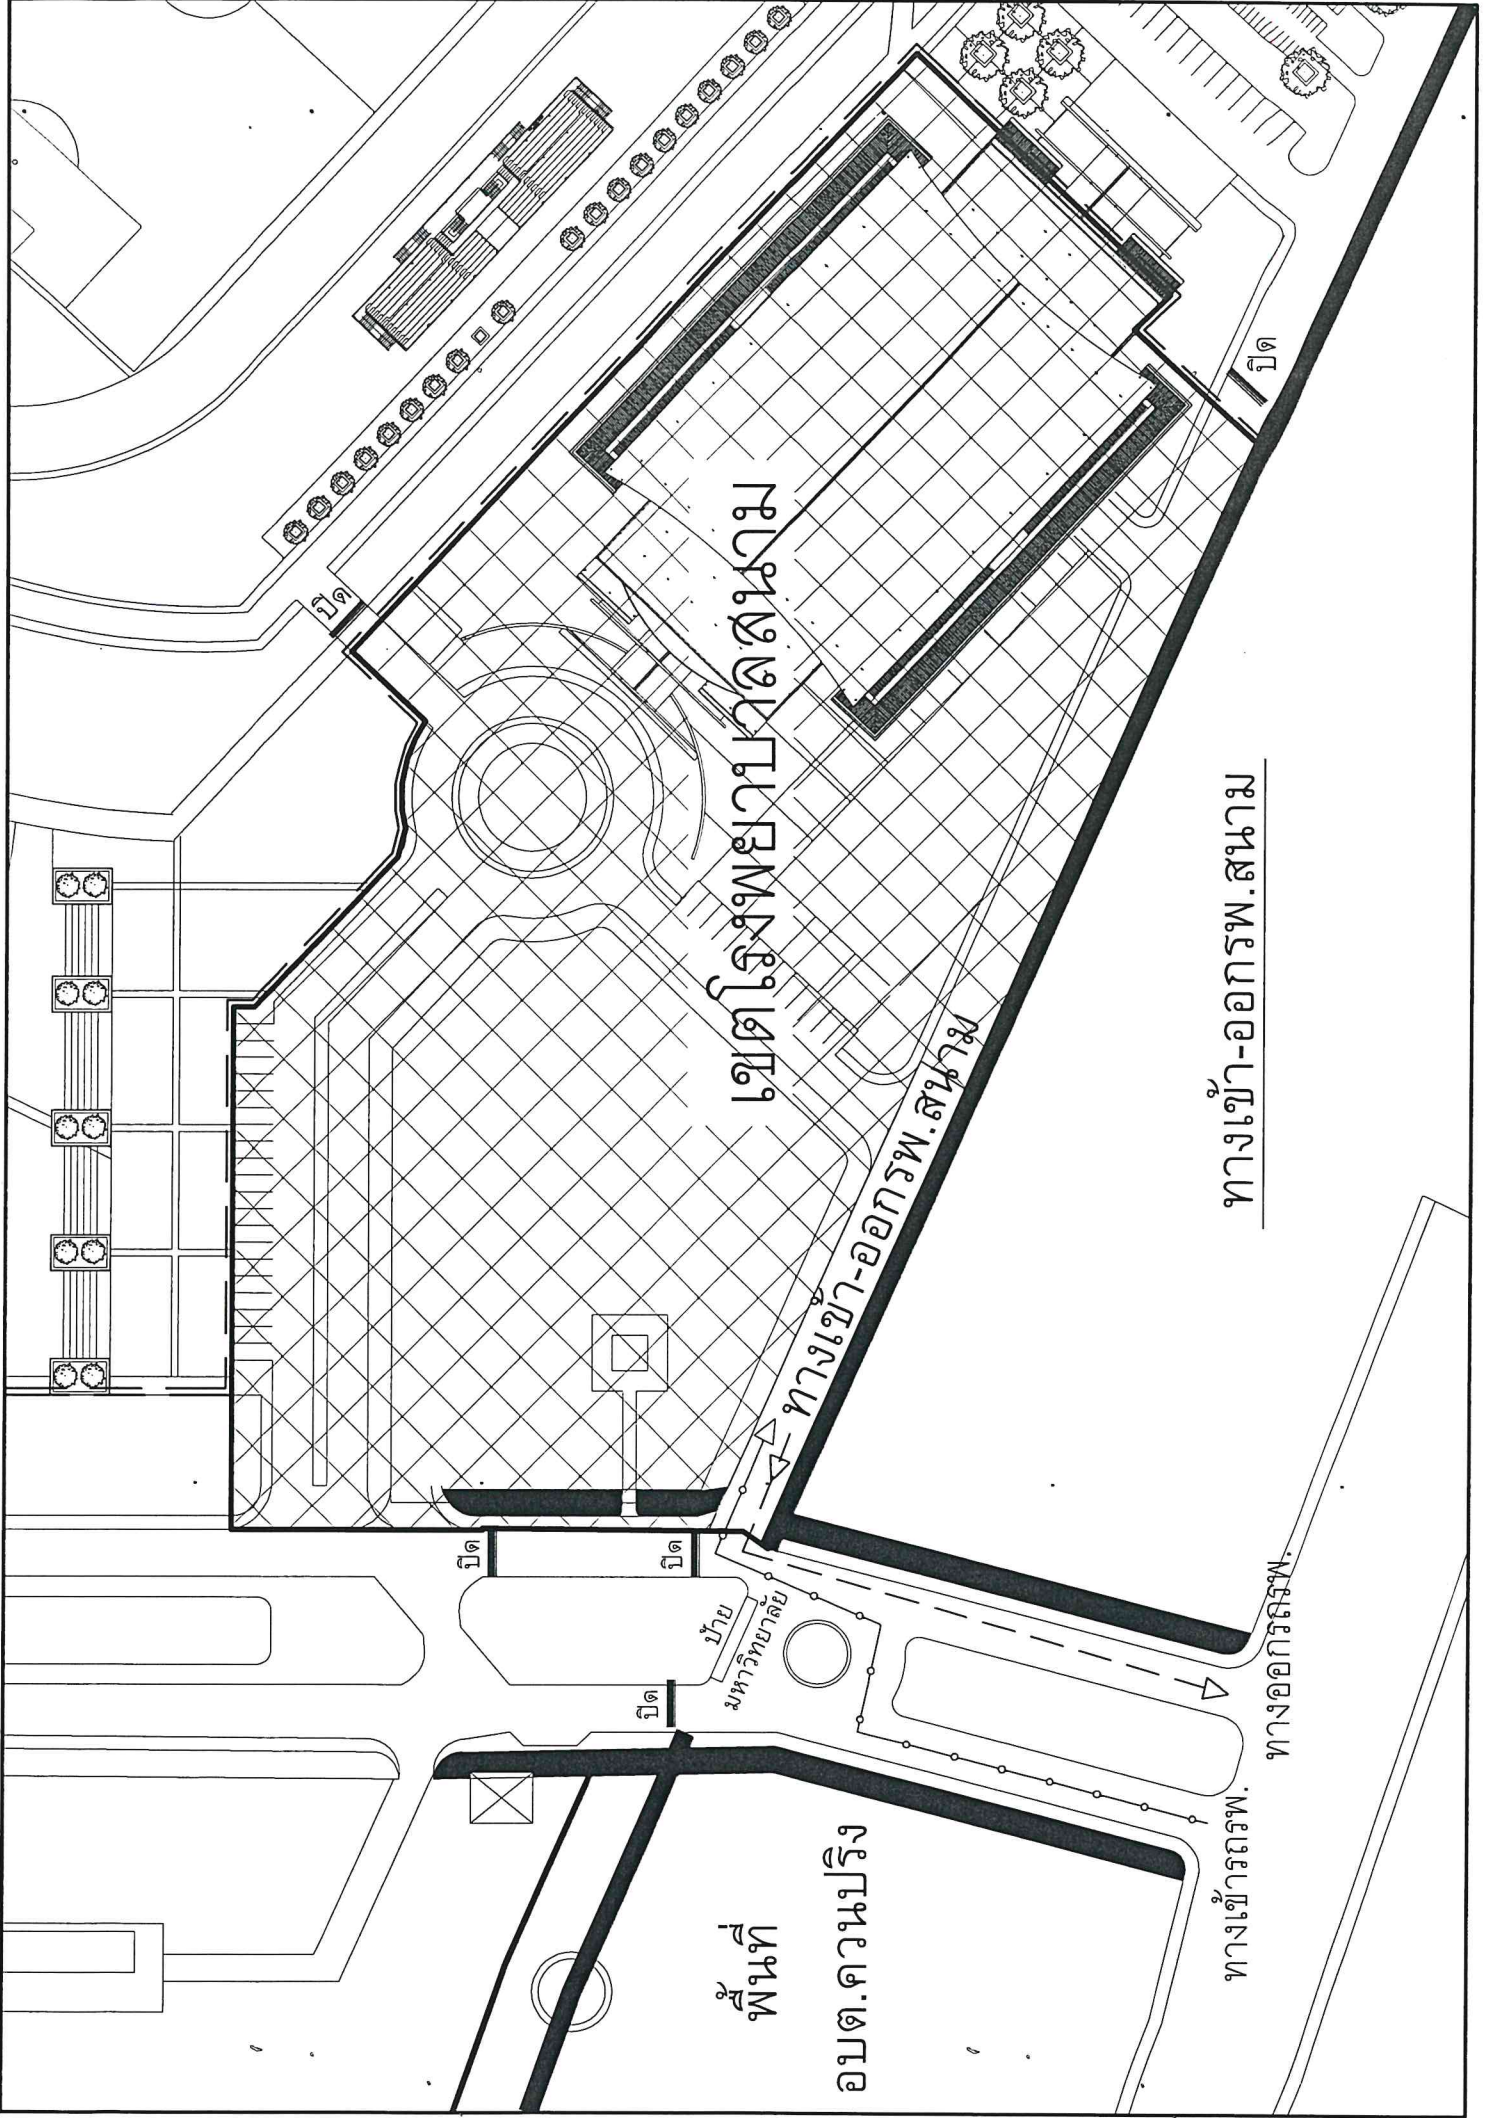 เขตโรงพยาบาลสนาม
ทางเข้า-ออกรพ.สนาม
ทางเข้า-ออกรพ.สนาม
ปิด
ปิด
ปิด
ปิด
ปิด
ป้าย
มหาวิทยาลัย
ทางออกรถรพ.
ทางเข้ารถรพ.
พื้นที่
อบต.ควนปริง